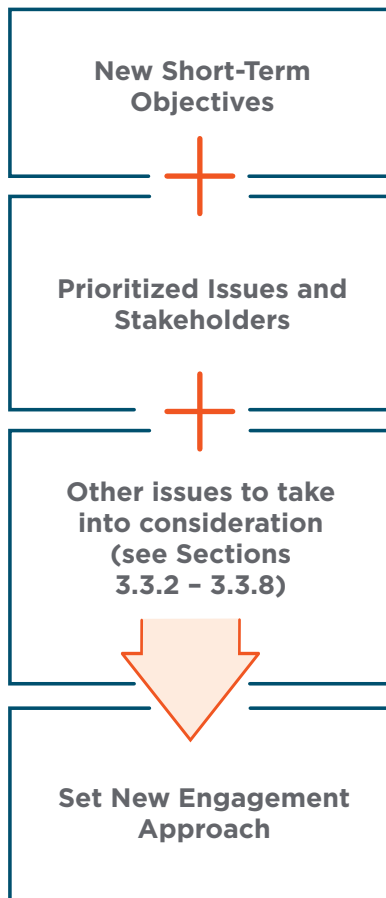 New Short-Term
Objectives
Prioritized Issues and
Stakeholders
Other issues to take
into consideration
(see Sections
3.3.2 – 3.3.8)
Set New Engagement
Approach